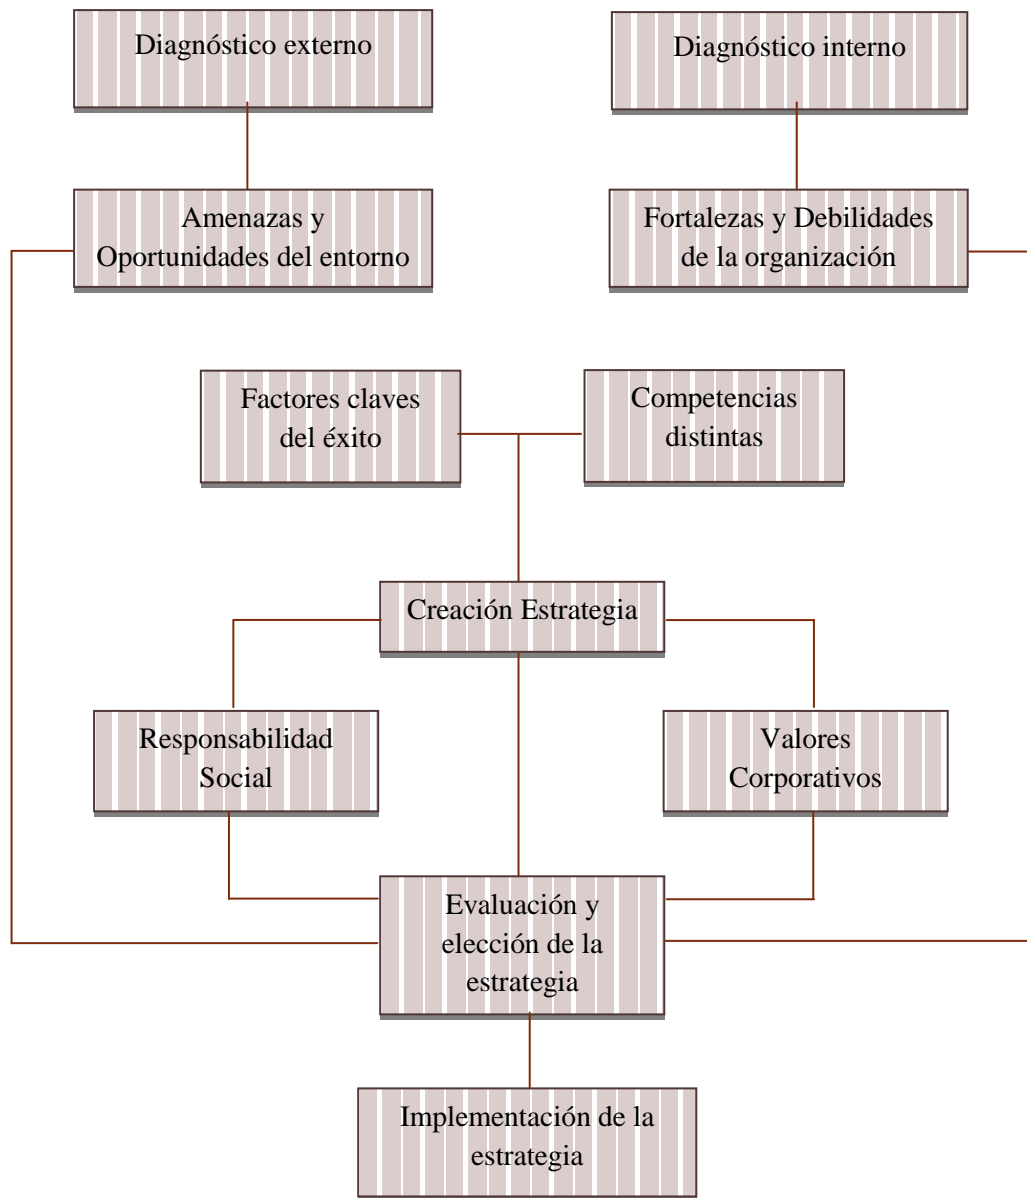 Diagnóstico externo
Diagnóstico interno
Amenazas y
Oportunidades del entorno
Fortalezas y Debilidades
de la organización
Factores claves
del éxito
Competencias
distintas
Creación Estrategia
Responsabilidad
Social
Valores
Corporativos
Evaluación y
elección de la
estrategia
Implementación de la
estrategia